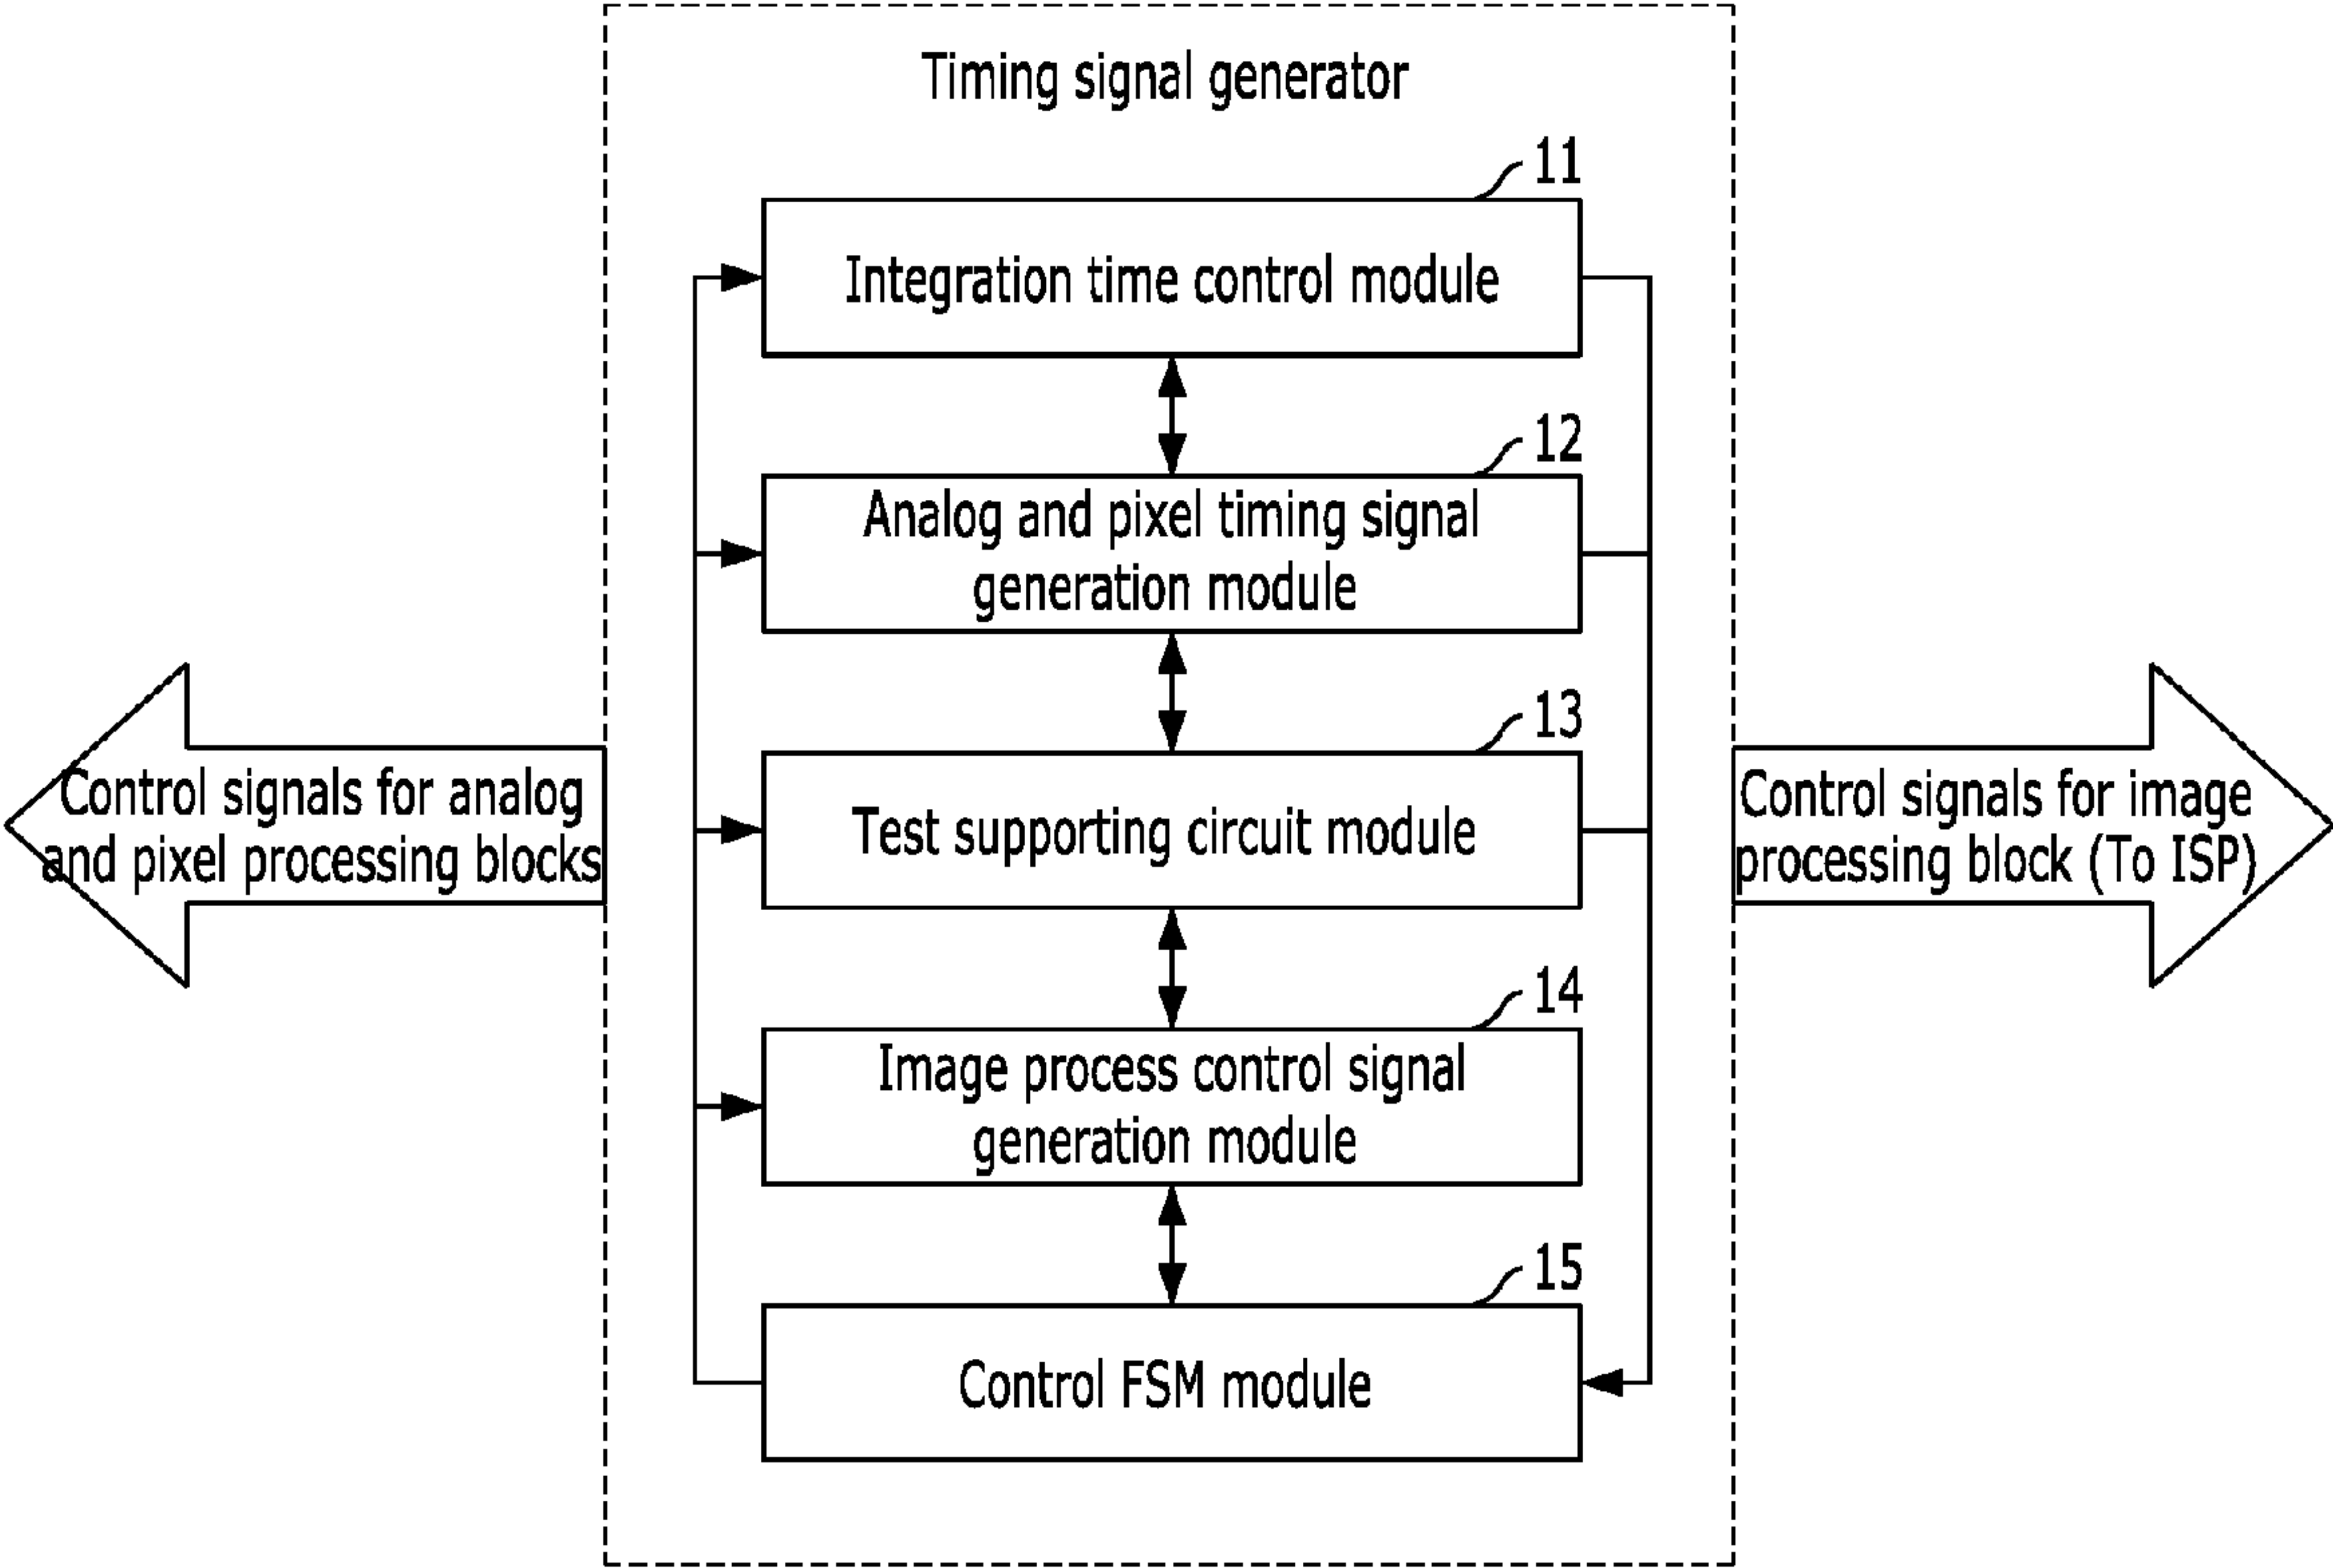 Timing signal generator
11
Integration time control module
12
Analog and pixel timing signal
generation module
13
Test supporting circuit module
14
Image process control signal
generation module
15
Control FSM module
Control signals for analog
and pixel processing blocks
Control signals for image
processing block (To ISP)